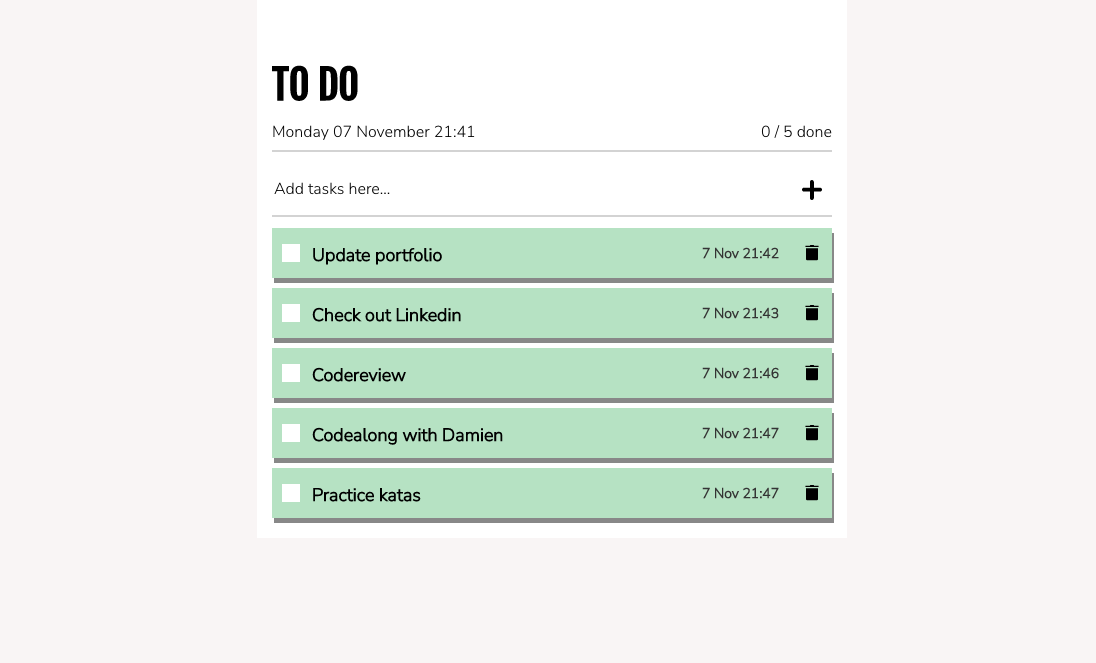 TO DO
Monday 07 November 21:41 0 / 5 done
Add tasks here...
Update portfolio 7 Nov 21:42
Check out Linkedin 7 Nov 21:43
Codereview 7 Nov 21:46
Codealong with Damien 7 Nov 21:47
Practice katas 7 Nov 21:47